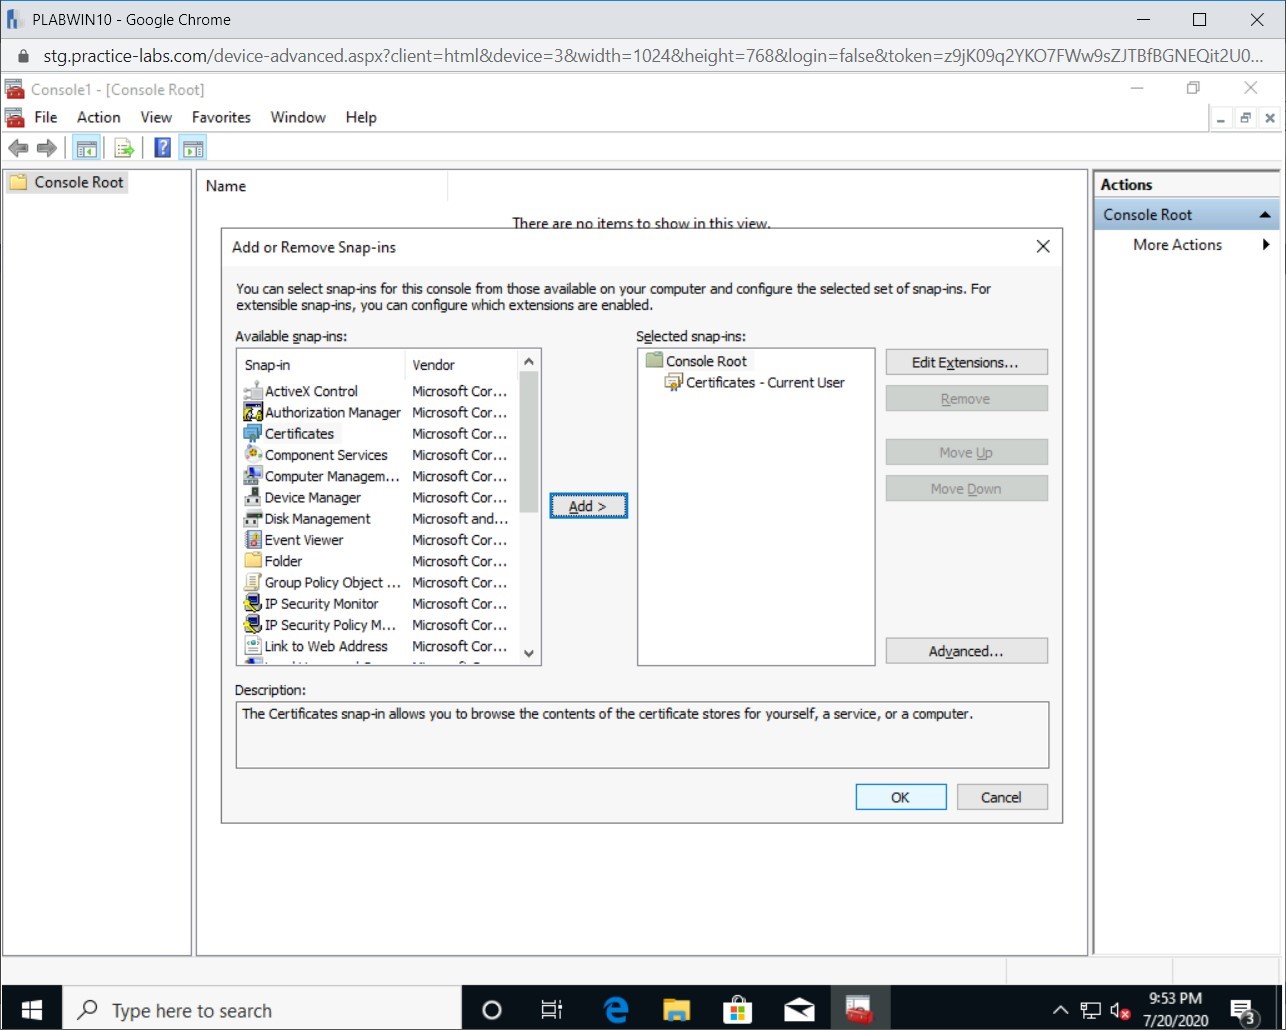 PLABWIN10 - Google Chrome
stg.practice-labs.com/device-advanced.aspx?client=html&device=3&width=1024&height=768&login=false&token=z9jK09q2YKO7FWw9sZJTBfBGNEQit2U0...
Console1 - [Console Root]
File Action View Favorites Window Help
Console Root
Name
There are no items to show in this view.
Actions
Console Root
More Actions
Add or Remove Snap-ins
You can select snap-ins for this console from those available on your computer and configure the selected set of snap-ins. For
extensible snap-ins, you can configure which extensions are enabled.
Available snap-ins:
Snap-in Vendor
ActiveX Control Microsoft Cor...
Authorization Manager Microsoft Cor...
Certificates Microsoft Cor...
Component Services Microsoft Cor...
Computer Managem... Microsoft Cor...
Device Manager Microsoft Cor...
Disk Management Microsoft and...
Event Viewer Microsoft Cor...
Folder Microsoft Cor...
Group Policy Object ... Microsoft Cor...
IP Security Monitor Microsoft Cor...
IP Security Policy M... Microsoft Cor...
Link to Web Address Microsoft Cor...
Add >
Selected snap-ins:
Console Root
Certificates - Current User
Edit Extensions...
Remove
Move Up
Move Down
Advanced...
Description:
The Certificates snap-in allows you to browse the contents of the certificate stores for yourself, a service, or a computer.
OK Cancel
Type here to search
9:53 PM
7/20/2020
3